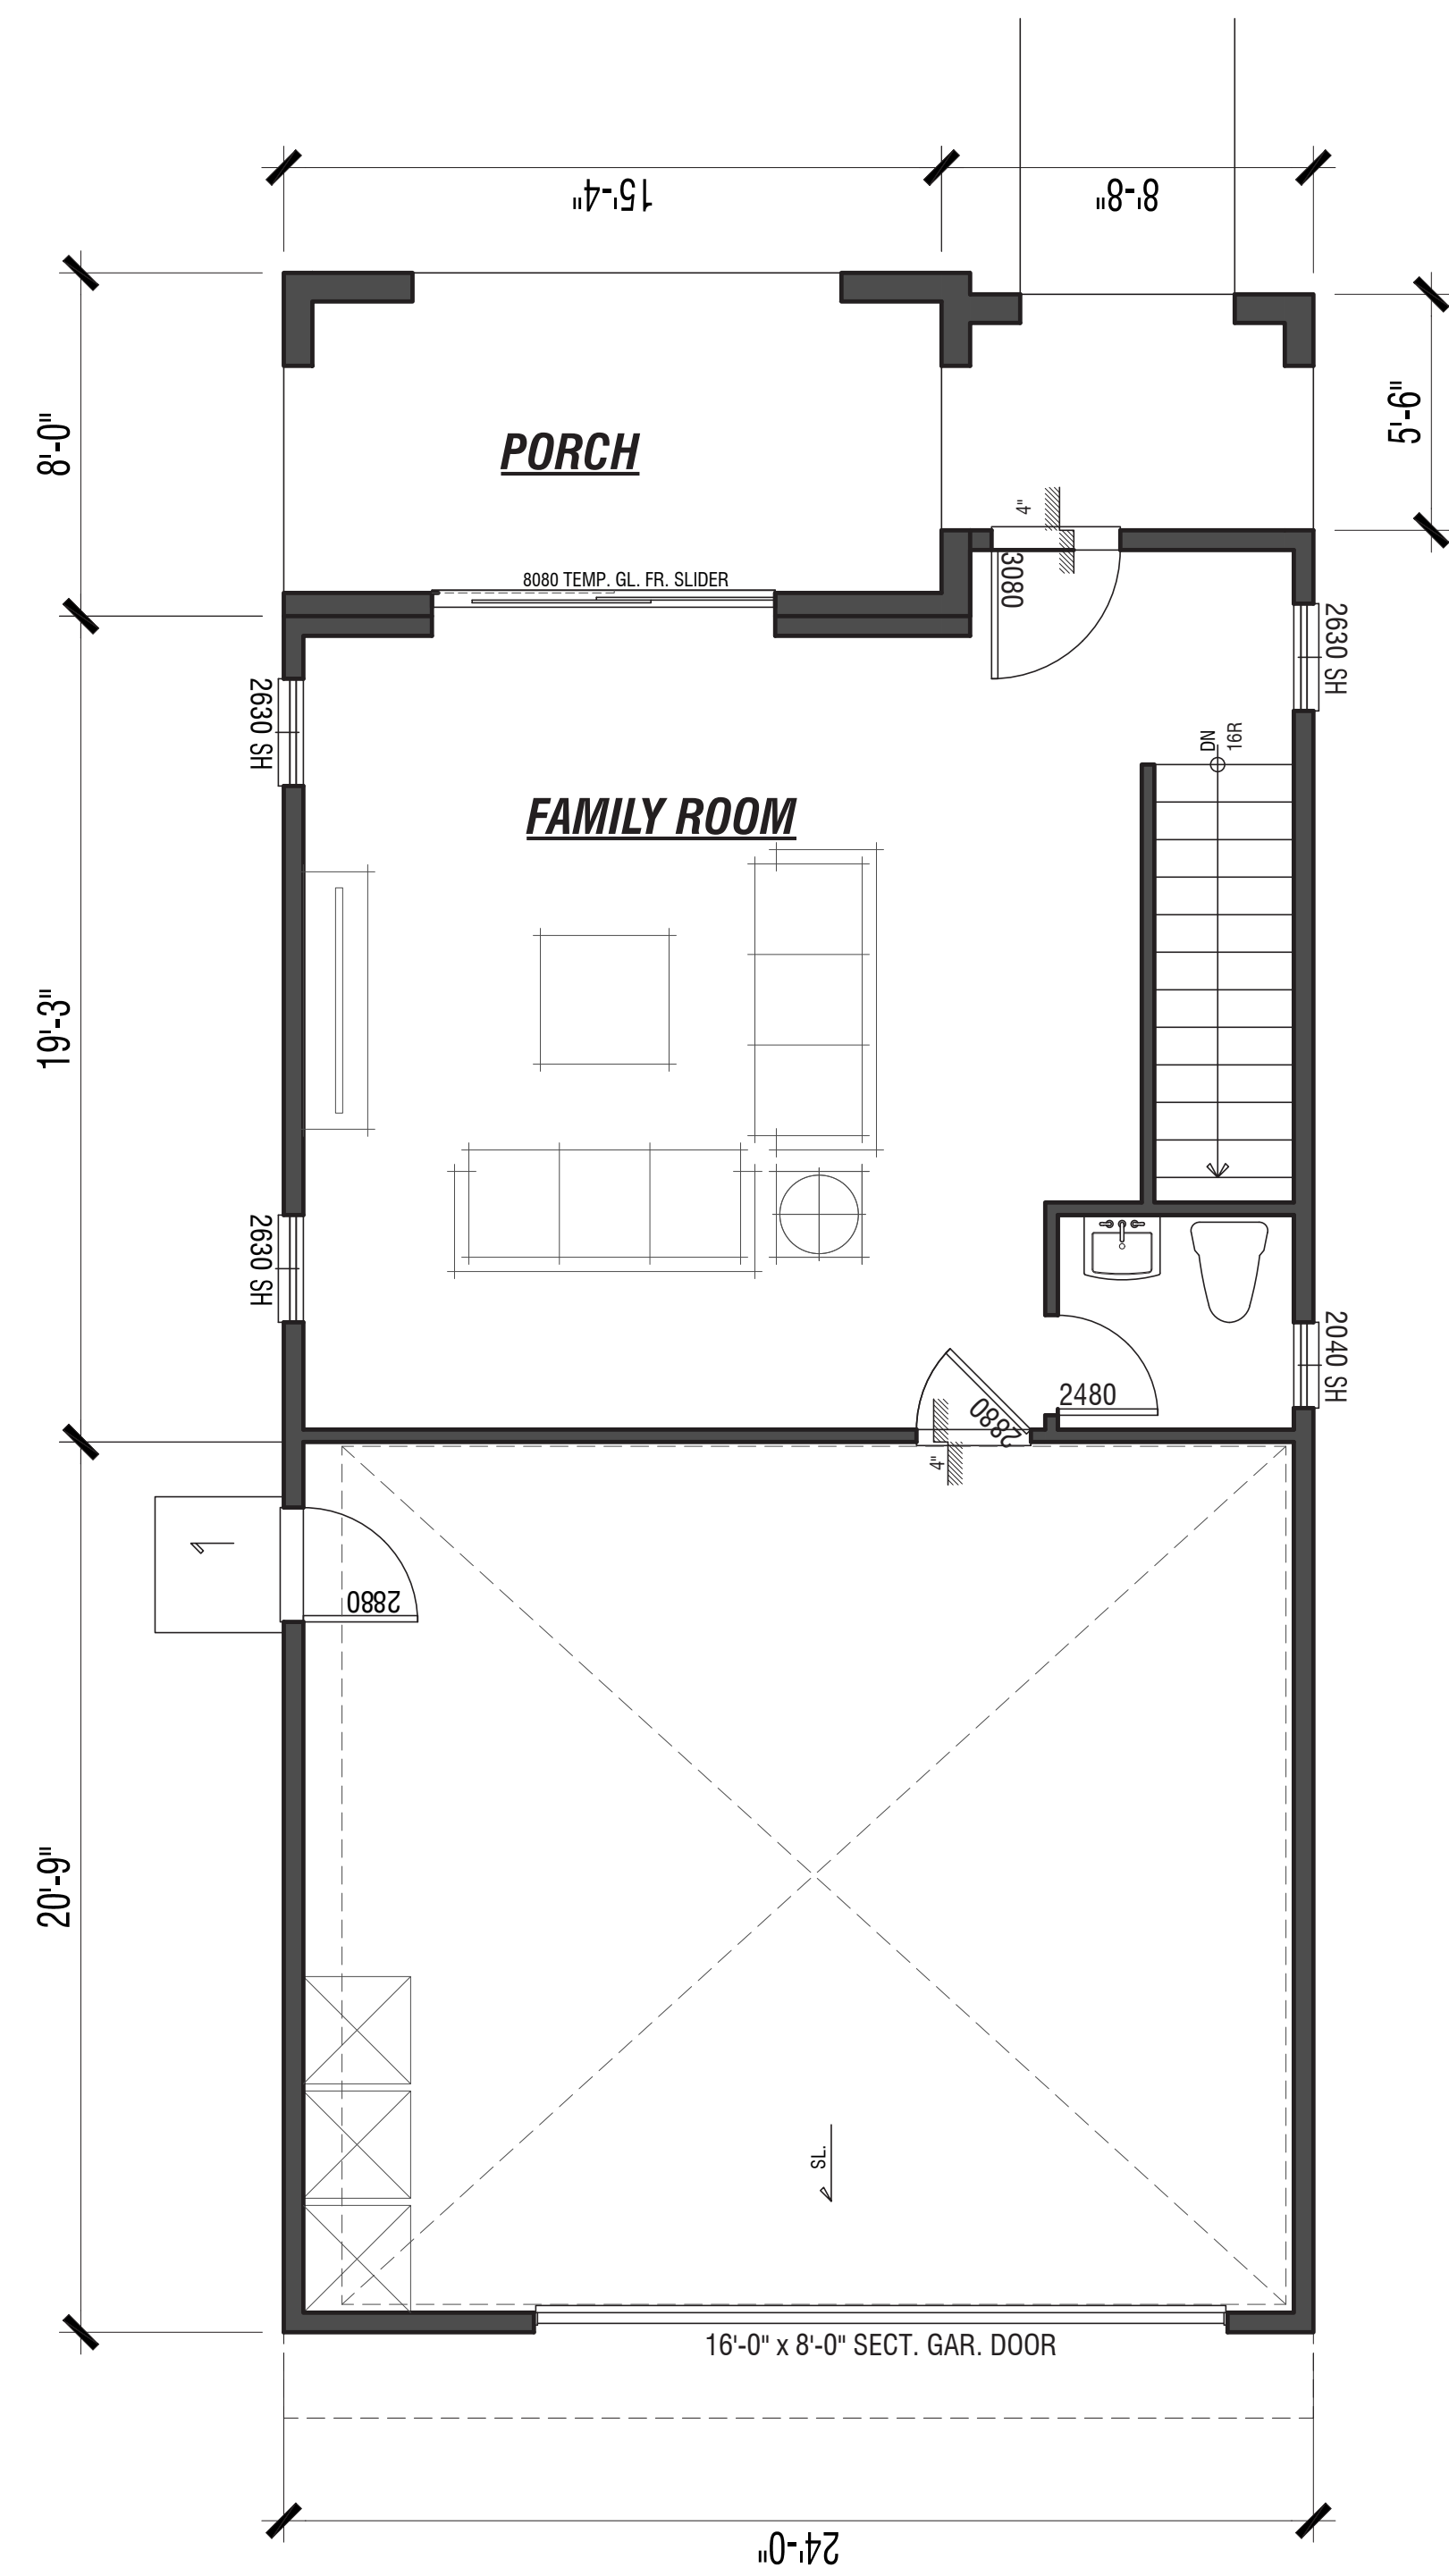 15'-4"
8'-8"
8'-0"
5'-6"
PORCH
4"
8080 TEMP. GL. FR. SLIDER
3080
2630 SH
2630 SH
DN
16R
FAMILY ROOM
19'-3"
2630 SH
2040 SH
2480
2880
4"
2880
20'-9"
SL.
16'-0" x 8'-0" SECT. GAR. DOOR
24'-0"